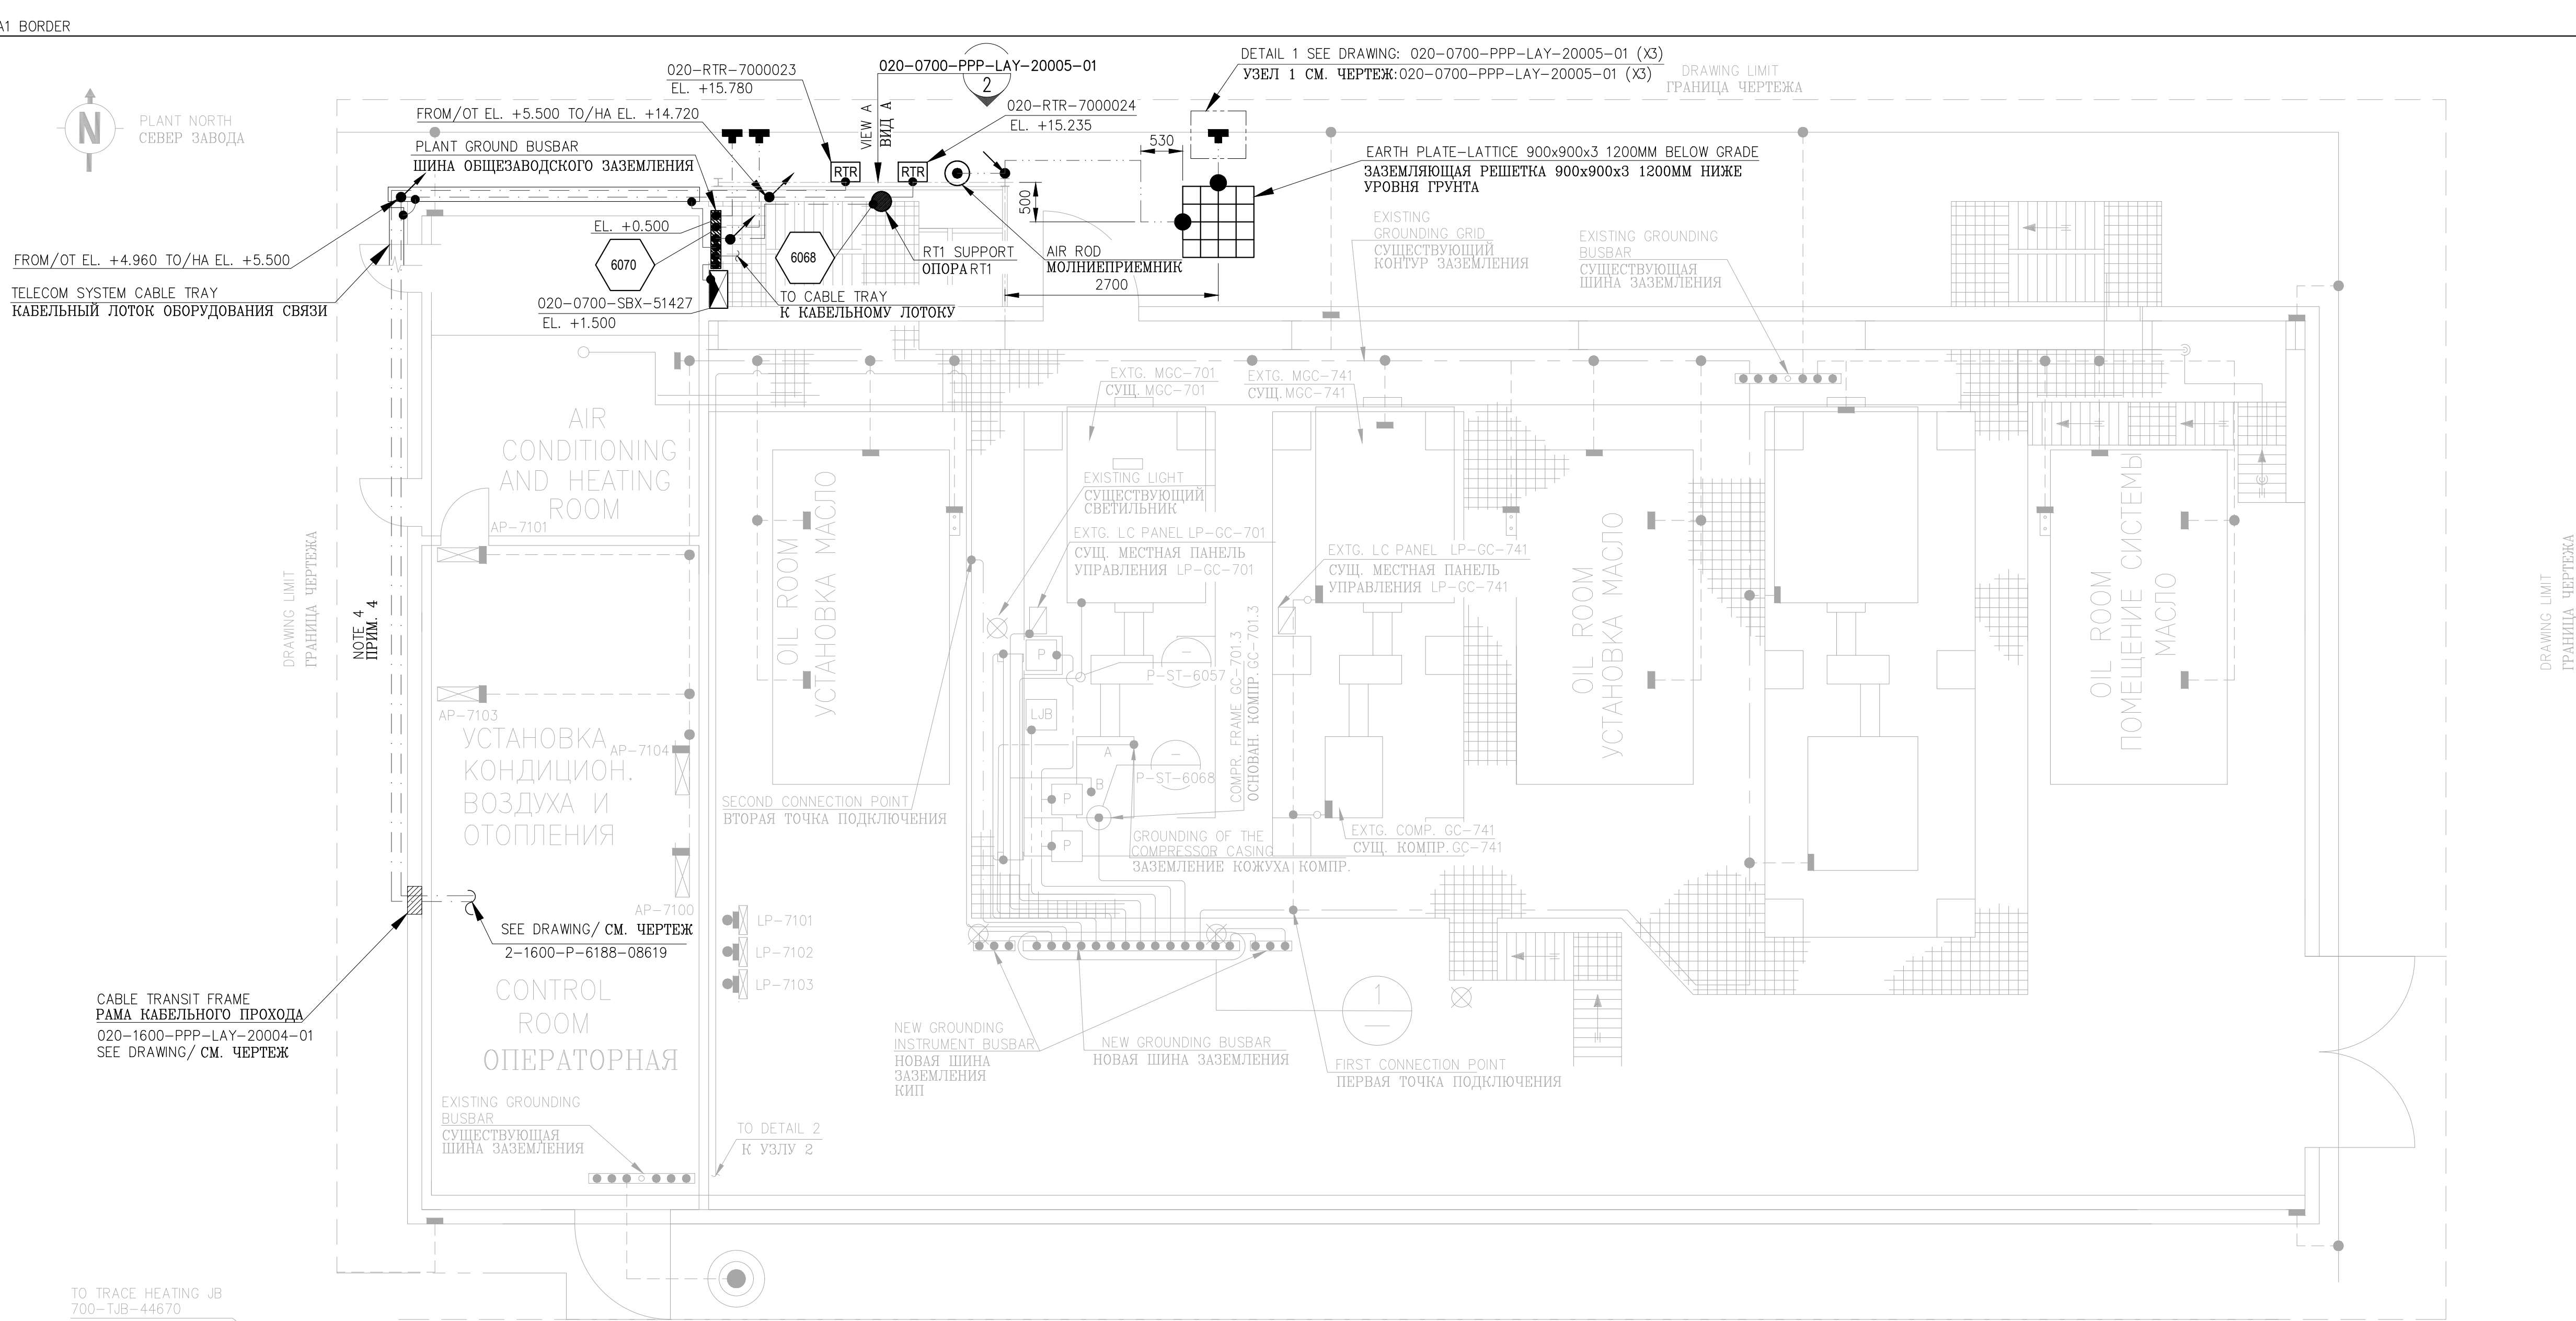 A1 BORDER
PLANT NORTH
СЕВЕР ЗАВОДА
N
020-RTR-7000023
EL. +15.780
FROM/ОТ EL. +5.500 TO/НА EL. +14.720
PLANT GROUND BUSBAR
ШИНА ОБЩЕЗАВОДСКОГО ЗАЗЕМЛЕНИЯ
VIEW A
ВИД А
020-0700-PPP-LAY-20005-01
2
020-RTR-7000024
EL. +15.235
RTR
RTR
DETAIL 1 SEE DRAWING: 020-0700-PPP-LAY-20005-01 (X3)
УЗЕЛ 1 СМ. ЧЕРТЕЖ:020-0700-PPP-LAY-20005-01 (X3)
DRAWING LIMIT
ГРАНИЦА ЧЕРТЕЖА
530
500
EARTH PLATE-LATTICE 900x900x3 1200MM BELOW GRADE
ЗАЗЕМЛЯЮЩАЯ РЕШЕТКА 900x900x3 1200ММ НИЖЕ
УРОВНЯ ГРУНТА
EL. +0.500
6070
6068
RT1 SUPPORT
ОПОРА RT1
AIR ROD
МОЛНИЕПРИЕМНИК
2700
EXISTING
GROUNDING GRID
СУЩЕСТВУЮЩИЙ
КОНТУР ЗАЗЕМЛЕНИЯ
EXISTING GROUNDING
BUSBAR
СУЩЕСТВУЮЩАЯ
ШИНА ЗАЗЕМЛЕНИЯ
FROM/ОТ EL. +4.960 TO/НА EL. +5.500
TELECOM SYSTEM CABLE TRAY
КАБЕЛЬНЫЙ ЛОТОК ОБОРУДОВАНИЯ СВЯЗИ
020-0700-SBX-51427
EL. +1.500
TO CABLE TRAY
К КАБЕЛЬНОМУ ЛОТОКУ
EXTG. MGC-701
СУЩ. MGC-701
EXTG. MGC-741
СУЩ. MGC-741
AIR
CONDITIONING
AND HEATING
ROOM
AP-7101
EXISTING LIGHT
СУЩЕСТВУЮЩИЙ
СВЕТИЛЬНИК
EXTG. LC PANEL LP-GC-701
СУЩ. МЕСТНАЯ ПАНЕЛЬ
УПРАВЛЕНИЯ LP-GC-701
EXTG. LC PANEL LP-GC-741
СУЩ. МЕСТНАЯ ПАНЕЛЬ
УПРАВЛЕНИЯ LP-GC-741
OIL ROOM
УСТАНОВКА МАСЛО
OIL ROOM
УСТАНОВКА МАСЛО
OIL ROOM
ПОМЕЩЕНИЕ СИСТЕМЫ
МАСЛО
DRAWING LIMIT
ГРАНИЦА ЧЕРТЕЖА
NOTE 4
ПРИМ. 4
DRAWING LIMIT
ГРАНИЦА ЧЕРТЕЖА
P
P-ST-6057
LJB
A
P-ST-6068
B
P
P
COMPR. FRAME GC-701.3
ОСНОВАН. КОМПР. GC-701.3
AP-7103
УСТАНОВКА
КОНДИЦИОН.
ВОЗДУХА И
ОТОПЛЕНИЯ
AP-7104
AP-7100
SECOND CONNECTION POINT
ВТОРАЯ ТОЧКА ПОДКЛЮЧЕНИЯ
GROUNDING OF THE
COMPRESSOR CASING
ЗАЗЕМЛЕНИЕ КОЖУХА КОМПР.
EXTG. COMP. GC-741
СУЩ. КОМПР. GC-741
SEE DRAWING/ СМ. ЧЕРТЕЖ
2-1600-P-6188-08619
LP-7101
LP-7102
LP-7103
CABLE TRANSIT FRAME
РАМА КАБЕЛЬНОГО ПРОХОДА
020-1600-PPP-LAY-20004-01
SEE DRAWING/ СМ. ЧЕРТЕЖ
CONTROL
ROOM
ОПЕРАТОРНАЯ
NEW GROUNDING
INSTRUMENT BUSBAR
НОВАЯ ШИНА
ЗАЗЕМЛЕНИЯ
КИП
NEW GROUNDING BUSBAR
НОВАЯ ШИНА ЗАЗЕМЛЕНИЯ
1
FIRST CONNECTION POINT
ПЕРВАЯ ТОЧКА ПОДКЛЮЧЕНИЯ
EXISTING GROUNDING
BUSBAR
СУЩЕСТВУЮЩАЯ
ШИНА ЗАЗЕМЛЕНИЯ
TO DETAIL 2
К УЗЛУ 2
TO TRACE HEATING JB
700-TJB-44670